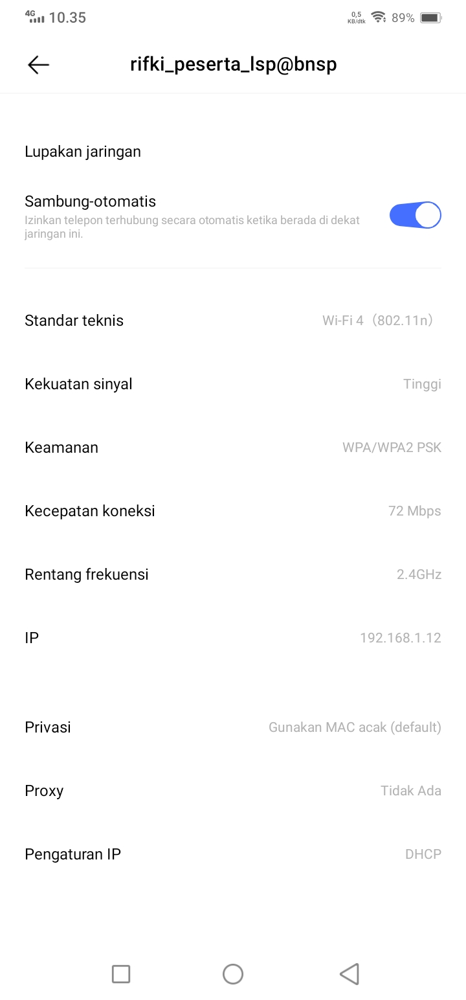 4G 10.35 0,5 KB/dtk 89%
rifki_peserta_lsp@bnsp
Lupakan jaringan
Sambung-otomatis
Izinkan telepon terhubung secara otomatis ketika berada di dekat
jaringan ini.
Standar teknis Wi-Fi 4（802.11n）
Kekuatan sinyal Tinggi
Keamanan WPA/WPA2 PSK
Kecepatan koneksi 72 Mbps
Rentang frekuensi 2.4GHz
IP 192.168.1.12
Privasi Gunakan MAC acak (default)
Proxy Tidak Ada
Pengaturan IP DHCP